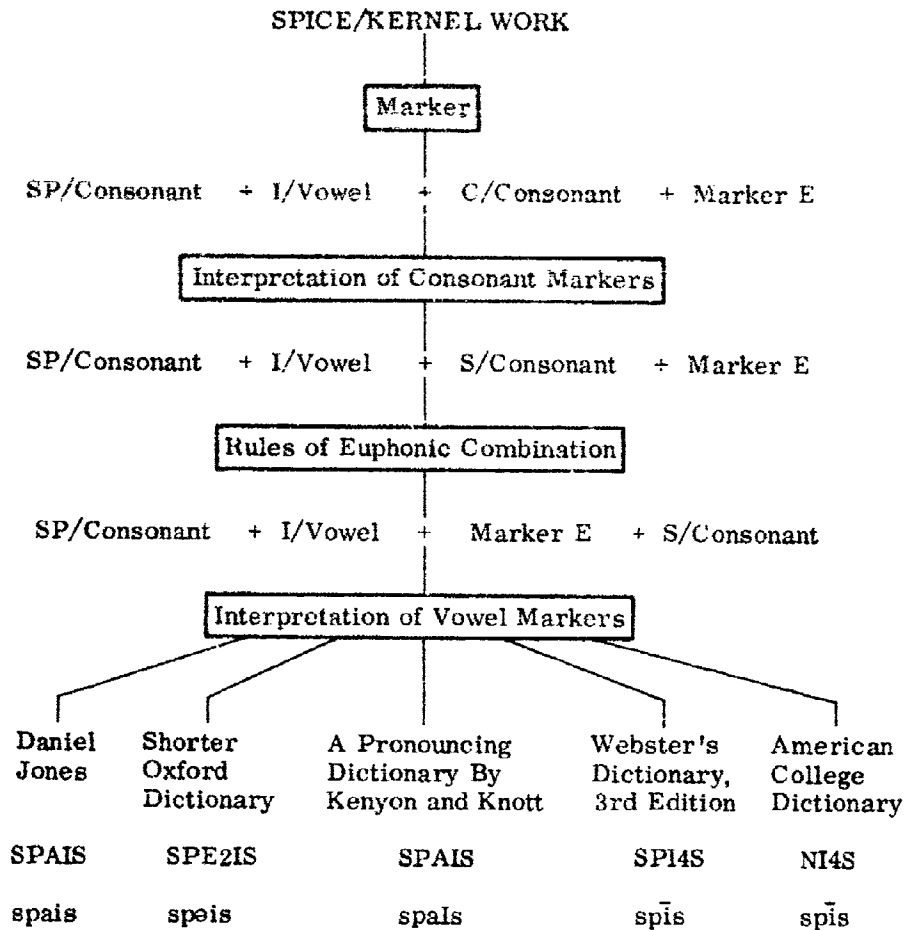 SPICE/KERNEL WORK
Marker
SP/Consonant ÷ I/Vowel + C/Consonant + Marker E
Interpretation of Consonant Markers
SP/Consonant + I/Vowel + S/Consonant ÷ Marker E
Rules of Euphonic Combination
SP/Consonant + I/Vowel + Marker E + S/Consonant
Interpretation of Vowel Markers
Daniel Shorter A Pronouncing Webster's American
Jones Oxford Dictionary By Dictionary, College
Dictionary Kenyon and Knott 3rd Edition Dictionary
SPAIS SPE2IS SPAIS SPI4S NI4S
spais spəis spaIs spīs spīs